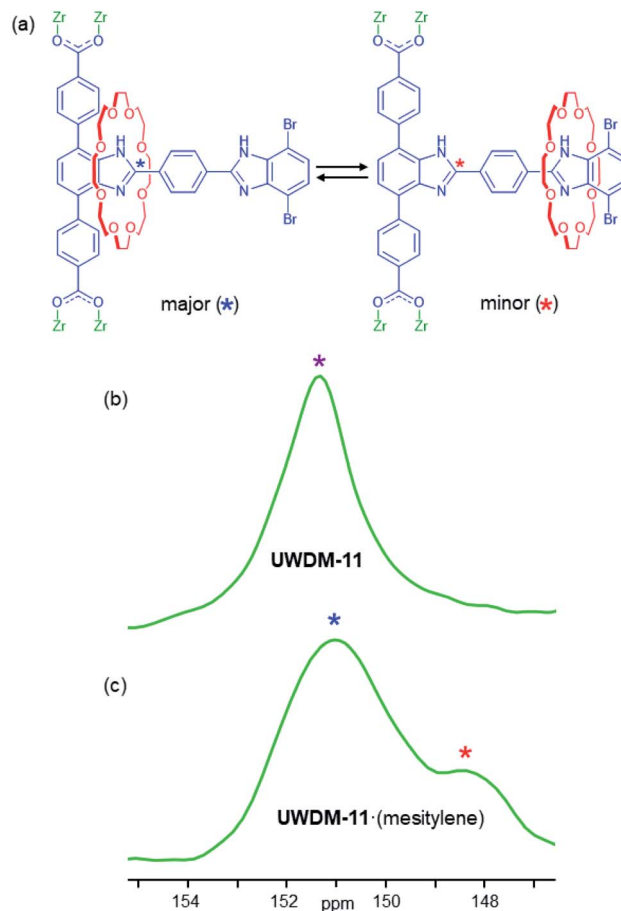 (a)
Zr Zr Zr Zr
O O O O
O O O O
O O Br O O Br
H N H N H N H N
* *
N N N N
O O Br O O Br
O O O O
O O O O
Zr Zr major (*) Zr Zr minor (*)
*
(b)
UWDM-11
*
(c)
*
UWDM-11·(mesitylene)
154 152 ppm 150 148